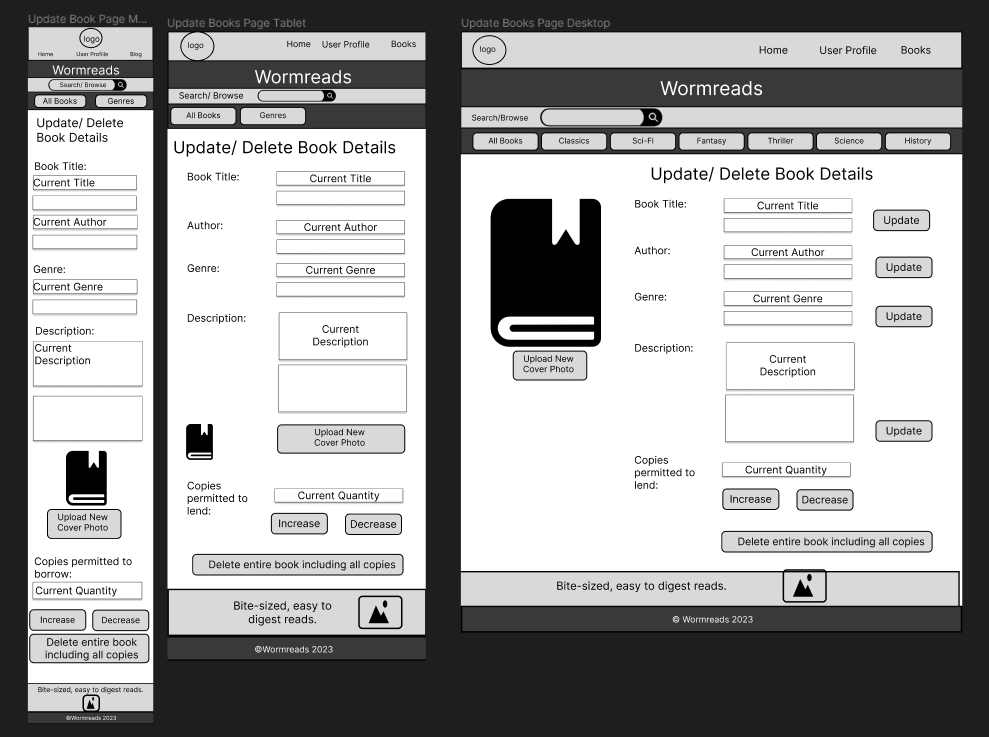 Update Book Page M...
logo
Home User Profile Blog
Wormreads
Search/ Browse
All Books Genres
Update/ Delete
Book Details
Book Title:
Current Title
Current Author
Genre:
Current Genre
Description:
Current
Description
Upload New
Cover Photo
Copies permitted to
borrow:
Current Quantity
Increase Decrease
Delete entire book
including all copies
Bite-sized, easy to digest reads.
©Wormreads 2023
Update Books Page Tablet
logo
Home User Profile Books
Wormreads
Search/ Browse
All Books Genres
Update/ Delete Book Details
Book Title: Current Title
Author: Current Author
Genre: Current Genre
Description: Current
Description
Upload New
Cover Photo
Copies
permitted to
lend:
Current Quantity
Increase Decrease
Delete entire book including all copies
Bite-sized, easy to
digest reads.
©Wormreads 2023
Update Books Page Desktop
logo
Home User Profile Books
Wormreads
Search/Browse
All Books Classics Sci-Fi Fantasy Thriller Science History
Update/ Delete Book Details
Book Title: Current Title
Update
Author: Current Author
Update
Genre: Current Genre
Update
Description: Current
Description
Upload New
Cover Photo
Update
Copies
permitted to
lend:
Current Quantity
Increase Decrease
Delete entire book including all copies
Bite-sized, easy to digest reads.
© Wormreads 2023